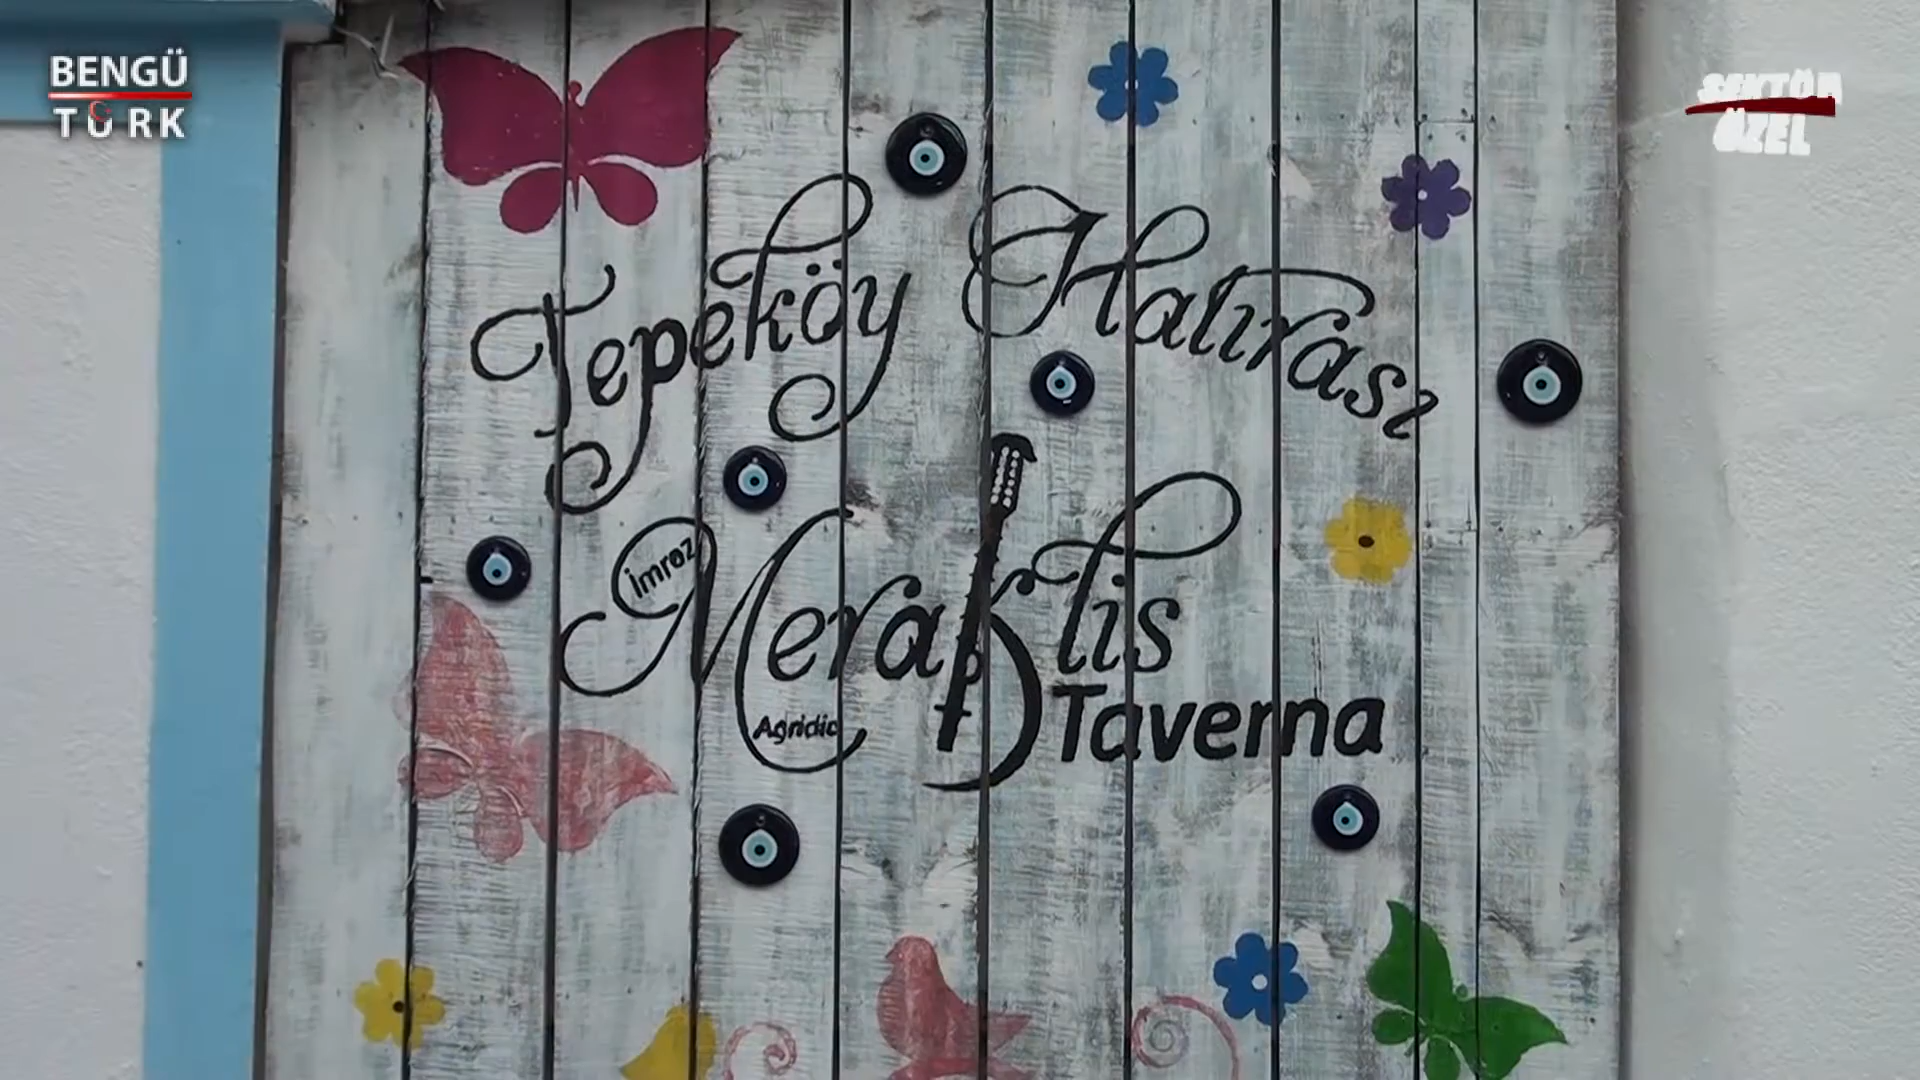 BENGÜ
TÜRK
SEKTÖR
ÖZEL
Tepeköy Hatırası
İmroz
Meraklis
Agridia
Taverna